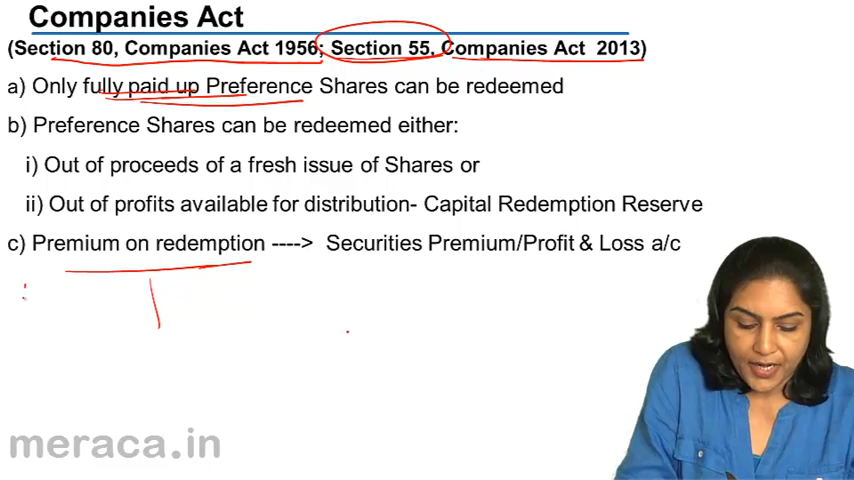 Companies Act
(Section 80, Companies Act 1956; Section 55, Companies Act 2013)
a) Only fully paid up Preference Shares can be redeemed
b) Preference Shares can be redeemed either:
i) Out of proceeds of a fresh issue of Shares or
ii) Out of profits available for distribution- Capital Redemption Reserve
c) Premium on redemption ----> Securities Premium/Profit & Loss a/c
meraca.in